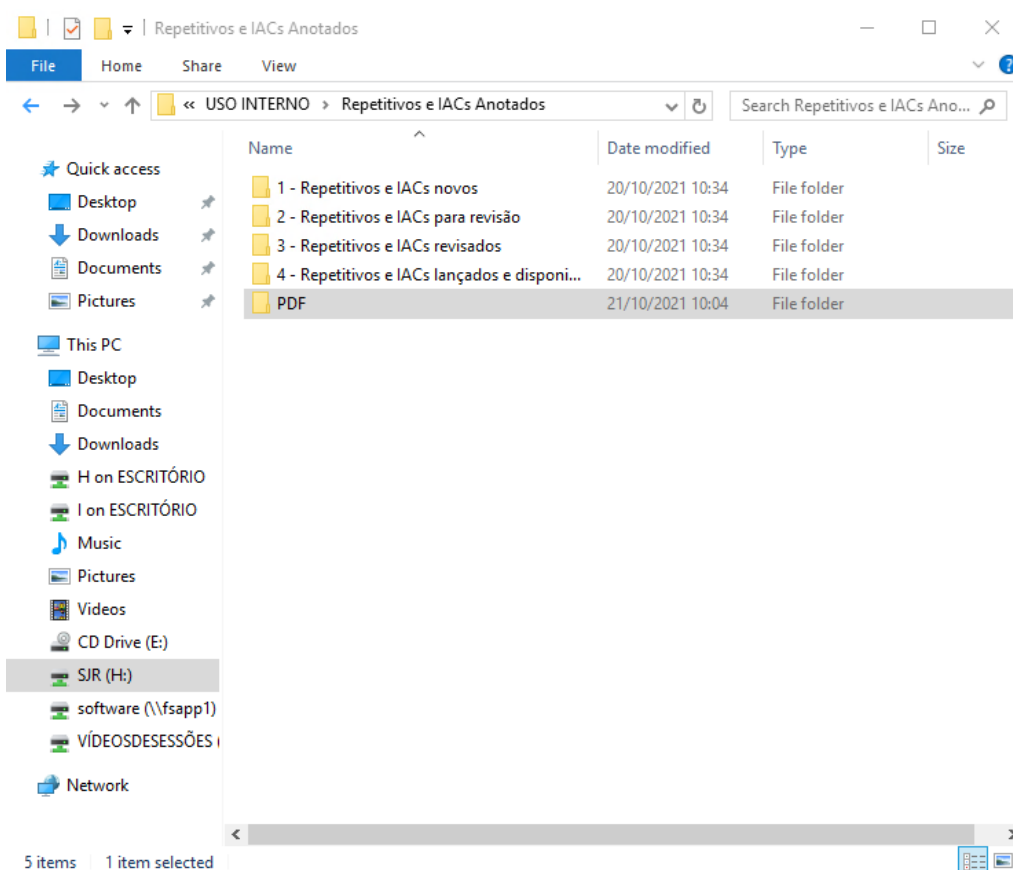 Repetitivos e IACs Anotados
File Home Share View
« USO INTERNO > Repetitivos e IACs Anotados
Search Repetitivos e IACs Ano...
Name Date modified Type Size
Quick access
Desktop
Downloads
Documents
Pictures
This PC
Desktop
Documents
Downloads
H on ESCRITÓRIO
I on ESCRITÓRIO
Music
Pictures
Videos
CD Drive (E:)
SJR (H:)
software (\\fsapp1)
VÍDEOSDESESSÕES (
Network
1 - Repetitivos e IACs novos 20/10/2021 10:34 File folder
2 - Repetitivos e IACs para revisão 20/10/2021 10:34 File folder
3 - Repetitivos e IACs revisados 20/10/2021 10:34 File folder
4 - Repetitivos e IACs lançados e disponi... 20/10/2021 10:34 File folder
PDF 21/10/2021 10:04 File folder
5 items 1 item selected